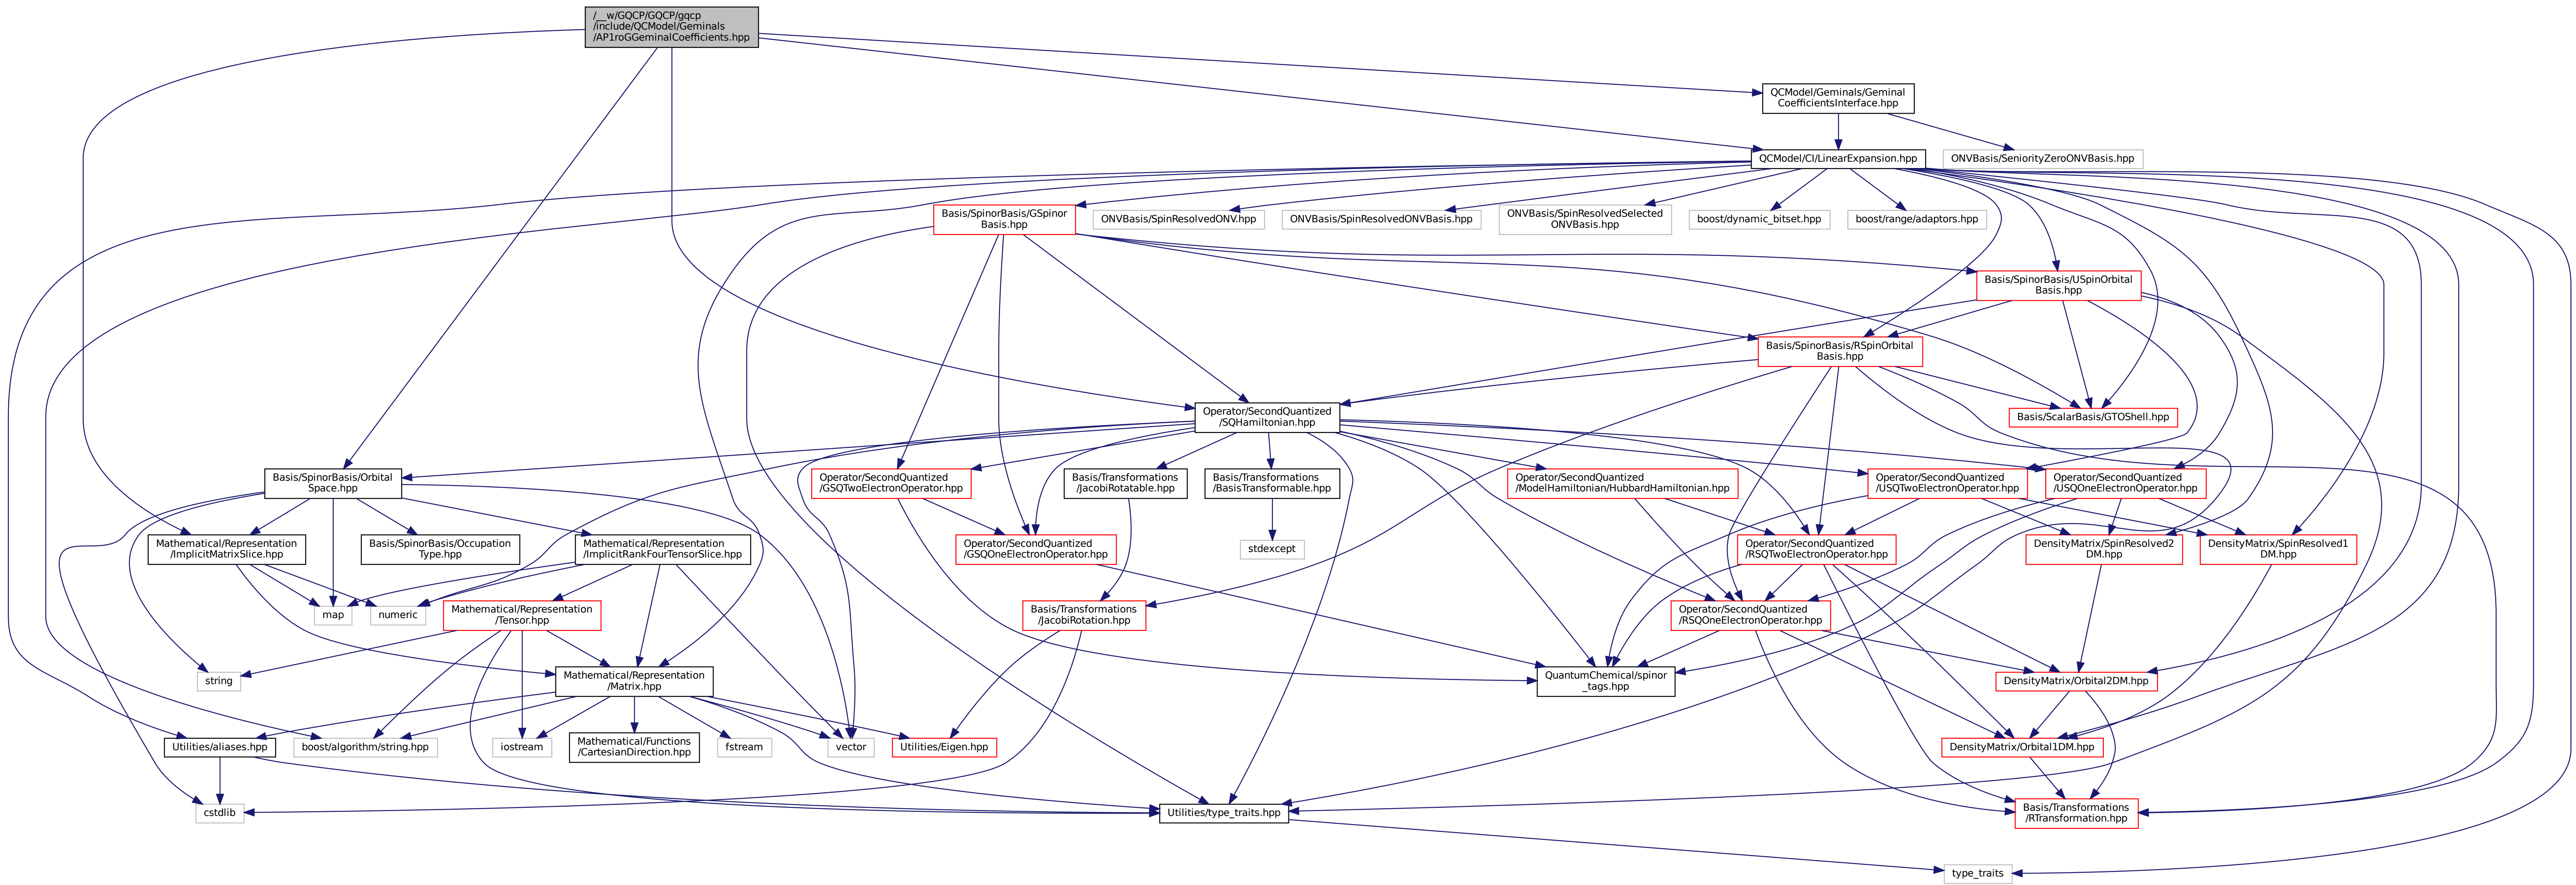 /__w/GQCP/GQCP/gqcp
/include/QCModel/Geminals
/AP1roGGeminalCoefficients.hpp
QCModel/Geminals/Geminal
CoefficientsInterface.hpp
QCModel/CI/LinearExpansion.hpp
ONVBasis/SeniorityZeroONVBasis.hpp
Basis/SpinorBasis/GSpinor
Basis.hpp
ONVBasis/SpinResolvedONV.hpp
ONVBasis/SpinResolvedONVBasis.hpp
ONVBasis/SpinResolvedSelected
ONVBasis.hpp
boost/dynamic_bitset.hpp
boost/range/adaptors.hpp
Basis/SpinorBasis/USpinOrbital
Basis.hpp
Basis/SpinorBasis/RSpinOrbital
Basis.hpp
Operator/SecondQuantized
/SQHamiltonian.hpp
Basis/ScalarBasis/GTOShell.hpp
Basis/SpinorBasis/Orbital
Space.hpp
Operator/SecondQuantized
/GSQTwoElectronOperator.hpp
Basis/Transformations
/JacobiRotatable.hpp
Basis/Transformations
/BasisTransformable.hpp
Operator/SecondQuantized
/ModelHamiltonian/HubbardHamiltonian.hpp
Operator/SecondQuantized
/USQTwoElectronOperator.hpp
Operator/SecondQuantized
/USQOneElectronOperator.hpp
Mathematical/Representation
/ImplicitMatrixSlice.hpp
Basis/SpinorBasis/Occupation
Type.hpp
Mathematical/Representation
/ImplicitRankFourTensorSlice.hpp
Operator/SecondQuantized
/GSQOneElectronOperator.hpp
stdexcept
Operator/SecondQuantized
/RSQTwoElectronOperator.hpp
DensityMatrix/SpinResolved2
DM.hpp
DensityMatrix/SpinResolved1
DM.hpp
map
numeric
Mathematical/Representation
/Tensor.hpp
Basis/Transformations
/JacobiRotation.hpp
Operator/SecondQuantized
/RSQOneElectronOperator.hpp
string
Mathematical/Representation
/Matrix.hpp
QuantumChemical/spinor
_tags.hpp
DensityMatrix/Orbital2DM.hpp
Utilities/aliases.hpp
boost/algorithm/string.hpp
iostream
Mathematical/Functions
/CartesianDirection.hpp
fstream
vector
Utilities/Eigen.hpp
DensityMatrix/Orbital1DM.hpp
cstdlib
Utilities/type_traits.hpp
Basis/Transformations
/RTransformation.hpp
type_traits